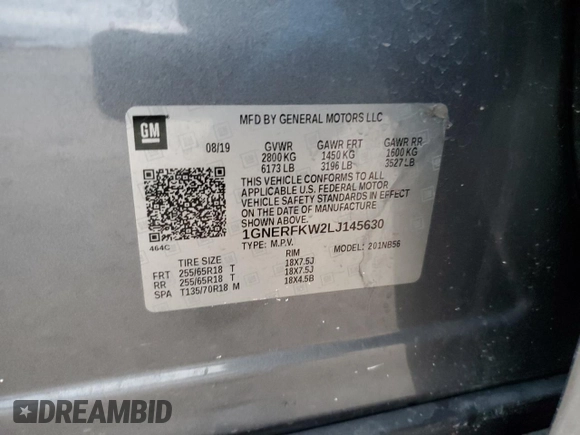 GM
MFD BY GENERAL MOTORS LLC
08/19 GVWR GAWR FRT GAWR RR
2800 KG 1450 KG 1600 KG
6173 LB 3196 LB 3527 LB
THIS VEHICLE CONFORMS TO ALL
APPLICABLE U.S. FEDERAL MOTOR
VEHICLE SAFETY STANDARDS IN EFFECT
ON THE DATE OF MANUFACTURE
SHOWN ABOVE.
1GNERFKW2LJ145630
TYPE: M.P.V. MODEL: 201NB56
464C
TIRE SIZE RIM
FRT 255/65R18 T 18X7.5J
RR 255/65R18 T 18X7.5J
SPA T135/70R18 M 18X4.5B
DREAMBID